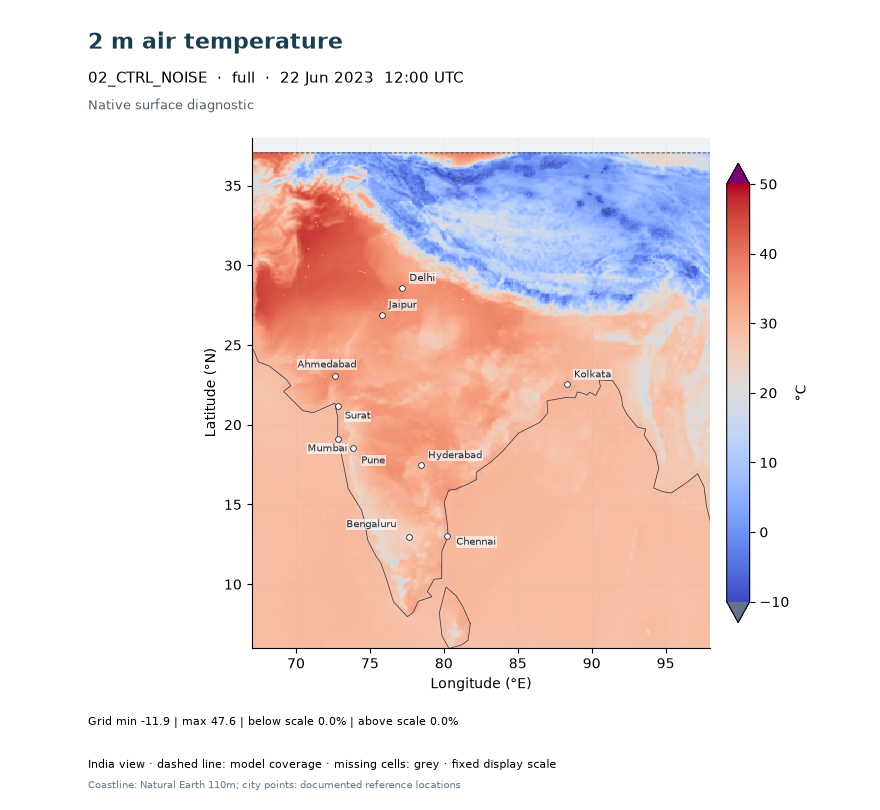 2 m air temperature
02_CTRL_NOISE · full · 22 Jun 2023 12:00 UTC
Native surface diagnostic
35
30
25
20
15
10
Latitude (°N)
Delhi
Jaipur
Ahmedabad
Kolkata
Surat
Mumbai
Pune
Hyderabad
Bengaluru
Chennai
70
75
80
85
90
95
Longitude (°E)
50
40
30
20
10
0
−10
°C
Grid min -11.9 | max 47.6 | below scale 0.0% | above scale 0.0%
India view · dashed line: model coverage · missing cells: grey · fixed display scale
Coastline: Natural Earth 110m; city points: documented reference locations